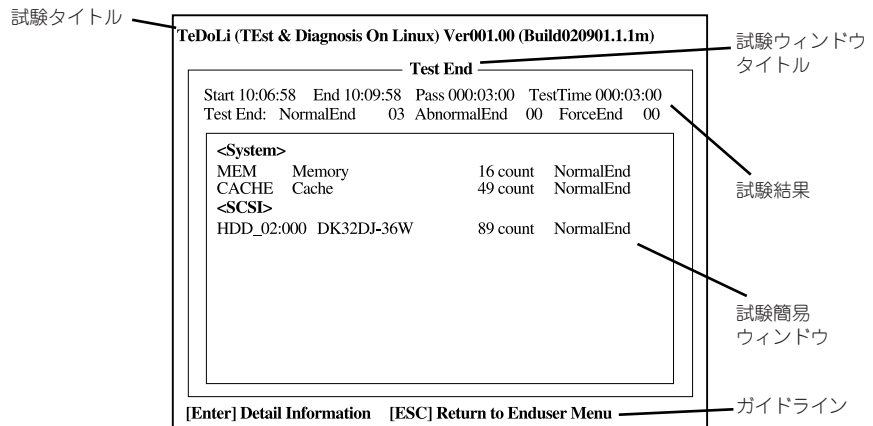 試験タイトル
TeDoLi (TEst & Diagnosis On Linux) Ver001.00 (Build020901.1.1m)
試験ウィンドウ
タイトル
Test End
Start 10:06:58 End 10:09:58 Pass 000:03:00 TestTime 000:03:00
Test End: NormalEnd 03 AbnormalEnd 00 ForceEnd 00
試験結果
<System>
MEM Memory 16 count NormalEnd
CACHE Cache 49 count NormalEnd
<SCSI>
HDD_02:000 DK32DJ-36W 89 count NormalEnd
試験簡易
ウィンドウ
[Enter] Detail Information [ESC] Return to Enduser Menu
ガイドライン